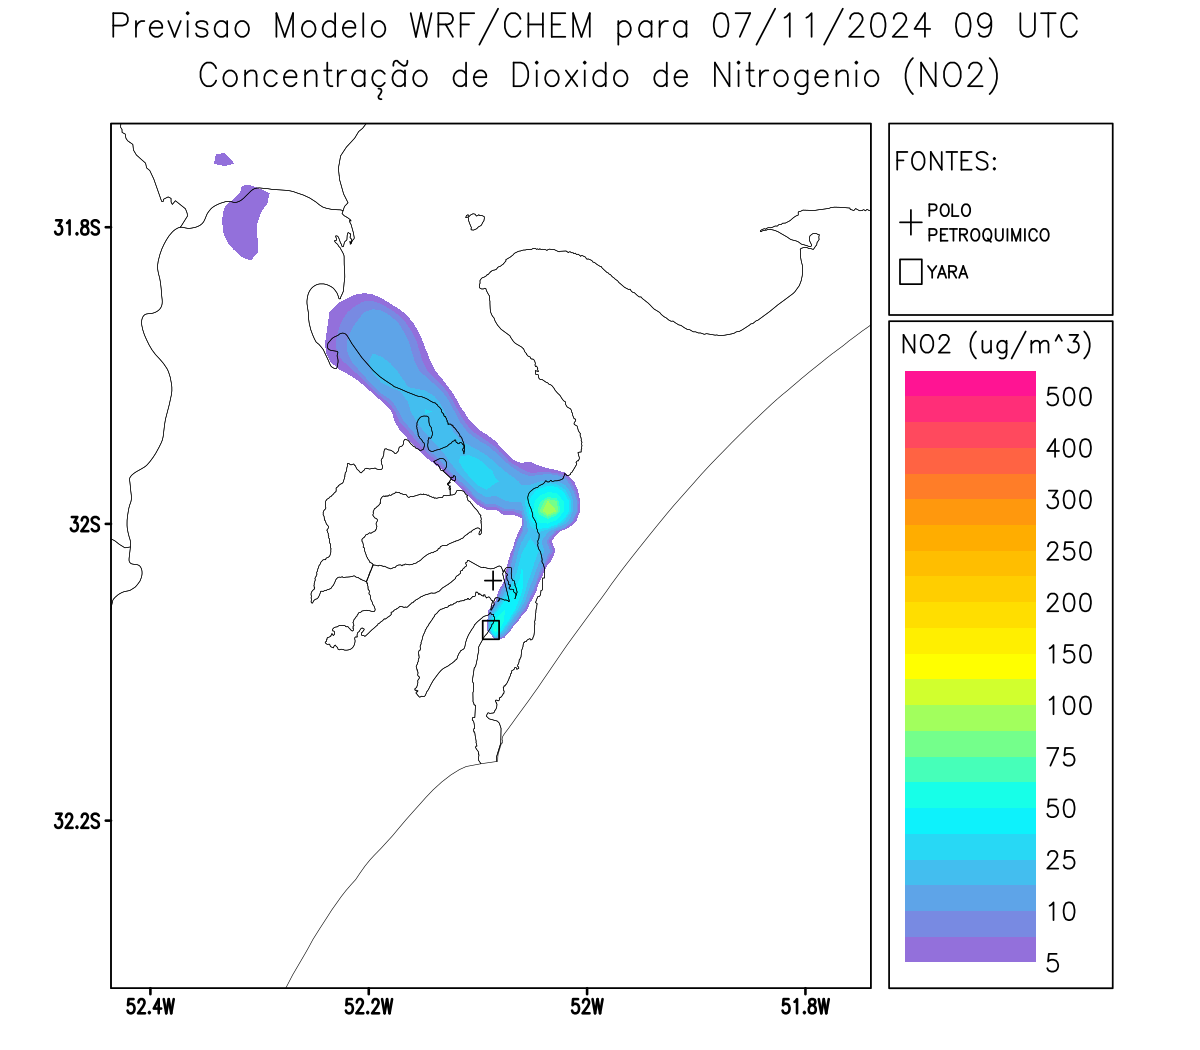 Previsao Modelo WRF/CHEM para 07/11/2024 09 UTC
Concentração de Dioxido de Nitrogenio (NO2)
FONTES:
POLO
PETROQUIMICO
YARA
NO2 (ug/m^3)
500
400
300
250
200
150
100
75
50
25
10
5
31.8S
32S
32.2S
52.4W
52.2W
52W
51.8W